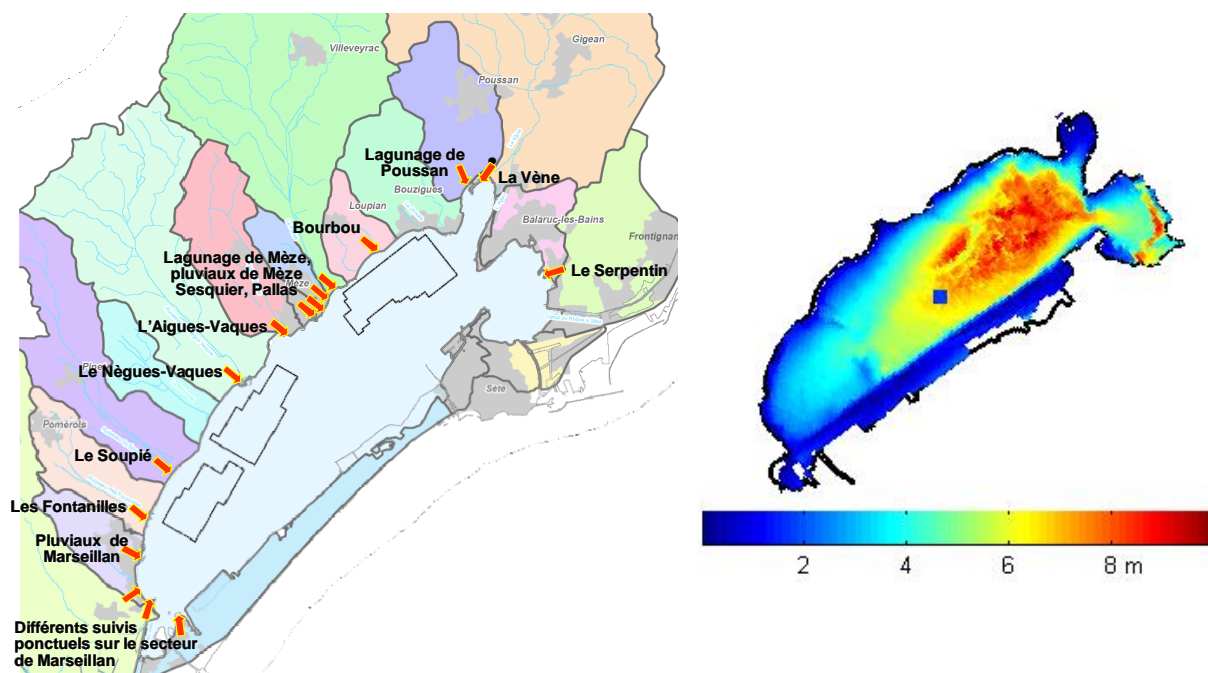 Villeveyrac
Gigean
Poussan
Lagunage de
Poussan
La Vène
Bouzigues
Loupian
Balaruc-les-Bains
Bourbou
Frontignan
Lagunage de Mèze,
pluviaux de Mèze
Sesquier, Pallas
Mèze
Le Serpentin
L'Aigues-Vaques
Le Nègues-Vaques
Pine
Sete
Pomérols
Le Soupié
Les Fontanilles
Pluviaux de
Marseillan
Différents suivis
ponctuels sur le secteur
de Marseillan
2 4 6 8 m